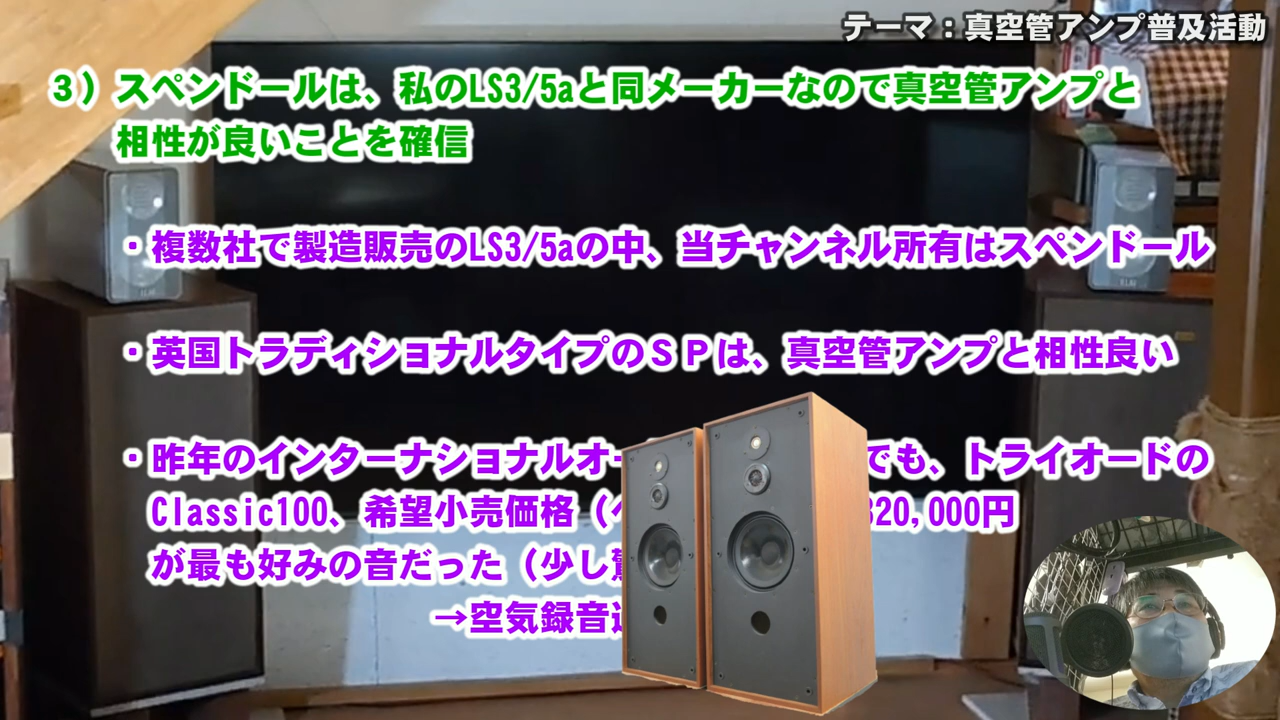 テーマ：真空管アンプ普及活動
３）スペンドールは、私のLS3/5aと同メーカーなので真空管アンプと
相性が良いことを確信
・複数社で製造販売のLS3/5aの中、当チャンネル所有はスペンドール
・英国トラディショナルタイプのＳＰは、真空管アンプと相性良い
・昨年のインターナショナルオー でも、トライオードの
Classic100、希望小売価格（ 320,000円
が最も好みの音だった（少し
→空気録音
ELAC